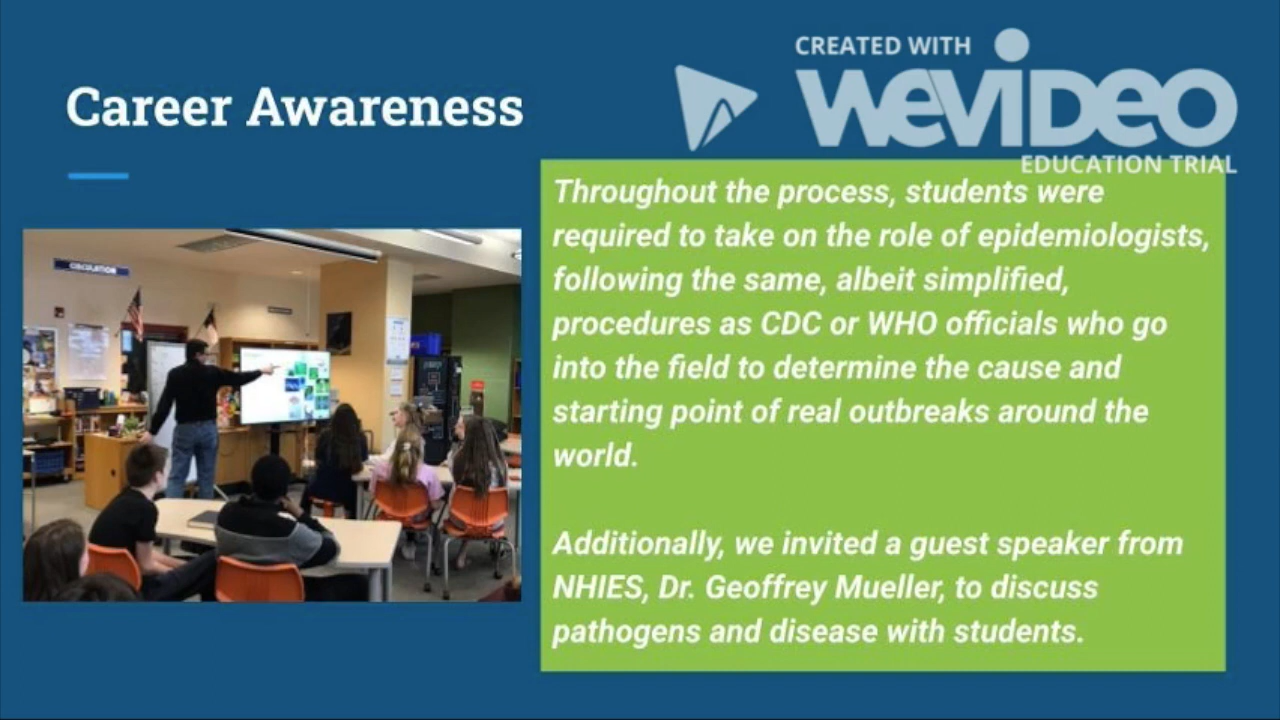 CREATED WITH
WEVIDEO
EDUCATION TRIAL
Career Awareness
CIRCULATION
Throughout the process, students were
required to take on the role of epidemiologists,
following the same, albeit simplified,
procedures as CDC or WHO officials who go
into the field to determine the cause and
starting point of real outbreaks around the
world.
Additionally, we invited a guest speaker from
NHIES, Dr. Geoffrey Mueller, to discuss
pathogens and disease with students.